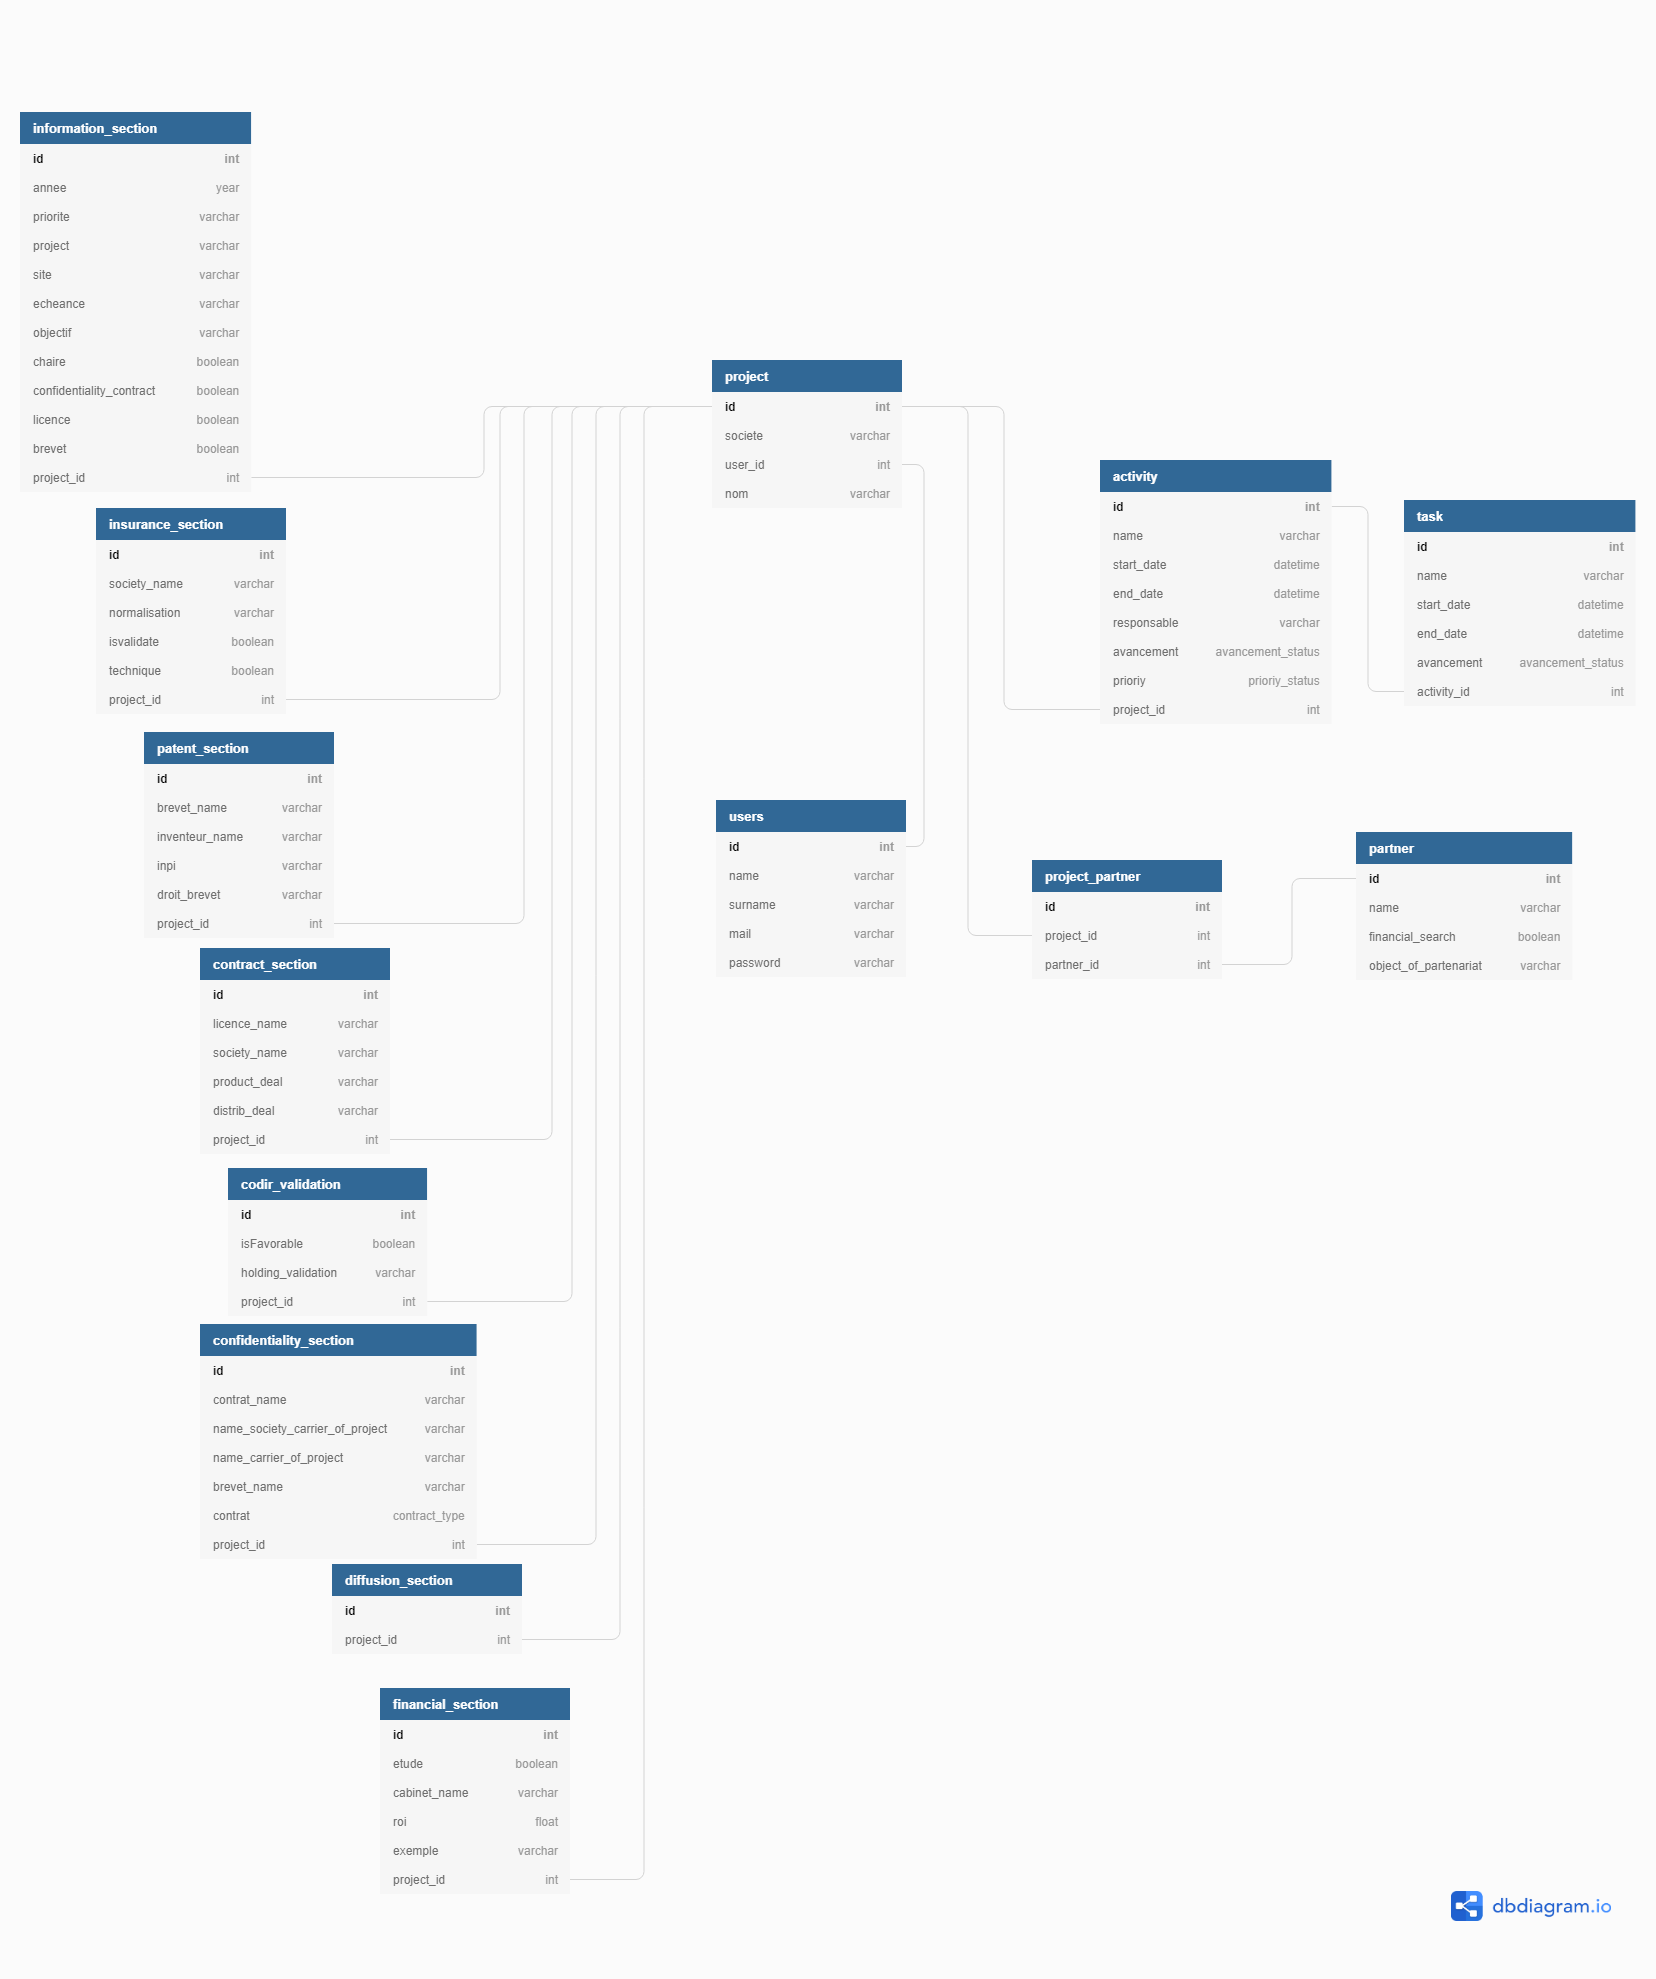 information_section
id int
annee year
priorite varchar
project varchar
site varchar
echeance varchar
objectif varchar
chaire boolean
confidentiality_contract boolean
licence boolean
brevet boolean
project_id int
insurance_section
id int
society_name varchar
normalisation varchar
isvalidate boolean
technique boolean
project_id int
patent_section
id int
brevet_name varchar
inventeur_name varchar
inpi varchar
droit_brevet varchar
project_id int
contract_section
id int
licence_name varchar
society_name varchar
product_deal varchar
distrib_deal varchar
project_id int
codir_validation
id int
isFavorable boolean
holding_validation varchar
project_id int
confidentiality_section
id int
contrat_name varchar
name_society_carrier_of_project varchar
name_carrier_of_project varchar
brevet_name varchar
contrat contract_type
project_id int
diffusion_section
id int
project_id int
financial_section
id int
etude boolean
cabinet_name varchar
roi float
exemple varchar
project_id int
project
id int
societe varchar
user_id int
nom varchar
users
id int
name varchar
surname varchar
mail varchar
password varchar
activity
id int
name varchar
start_date datetime
end_date datetime
responsable varchar
avancement avancement_status
prioriy prioriy_status
project_id int
task
id int
name varchar
start_date datetime
end_date datetime
avancement avancement_status
activity_id int
project_partner
id int
project_id int
partner_id int
partner
id int
name varchar
financial_search boolean
object_of_partenariat varchar
dbdiagram.io